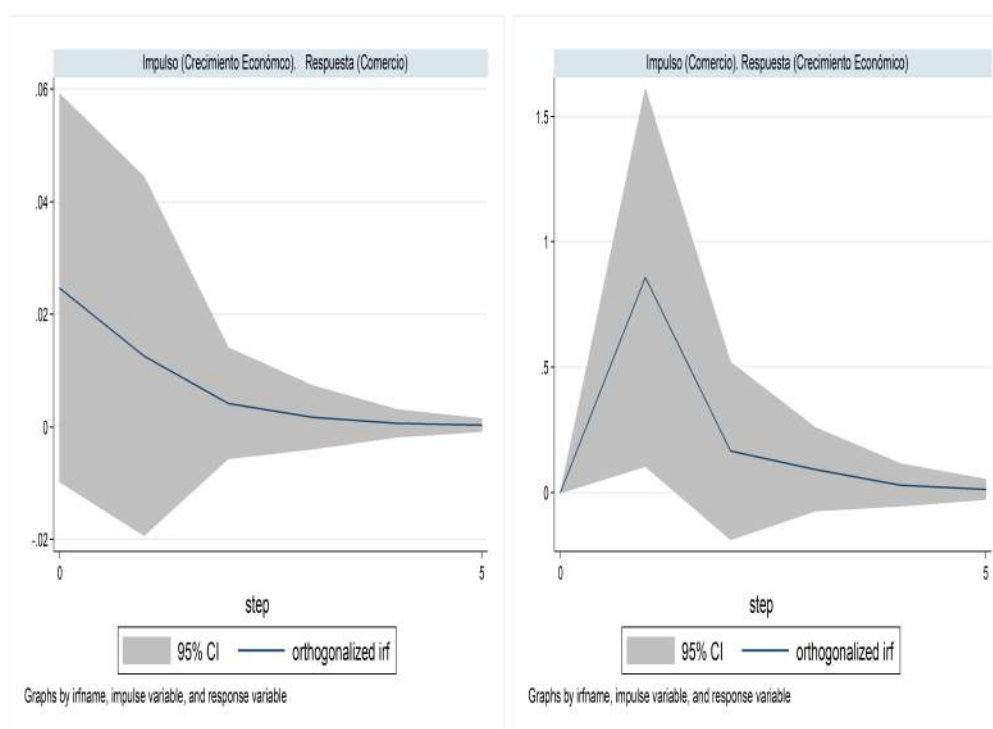 Impulso (Crecimiento Económco). Respuesta (Comercio)
.06
.04
.02
0
-.02
0 5
step
95% CI orthogonalized irf
Graphs by irfname, impulse variable, and response variable
Impulso (Comercio). Respuesta (Crecimiento Económico)
1.5
1
.5
0
0 5
step
95% CI orthogonalized irf
Graphs by irfname, impulse variable, and response variable